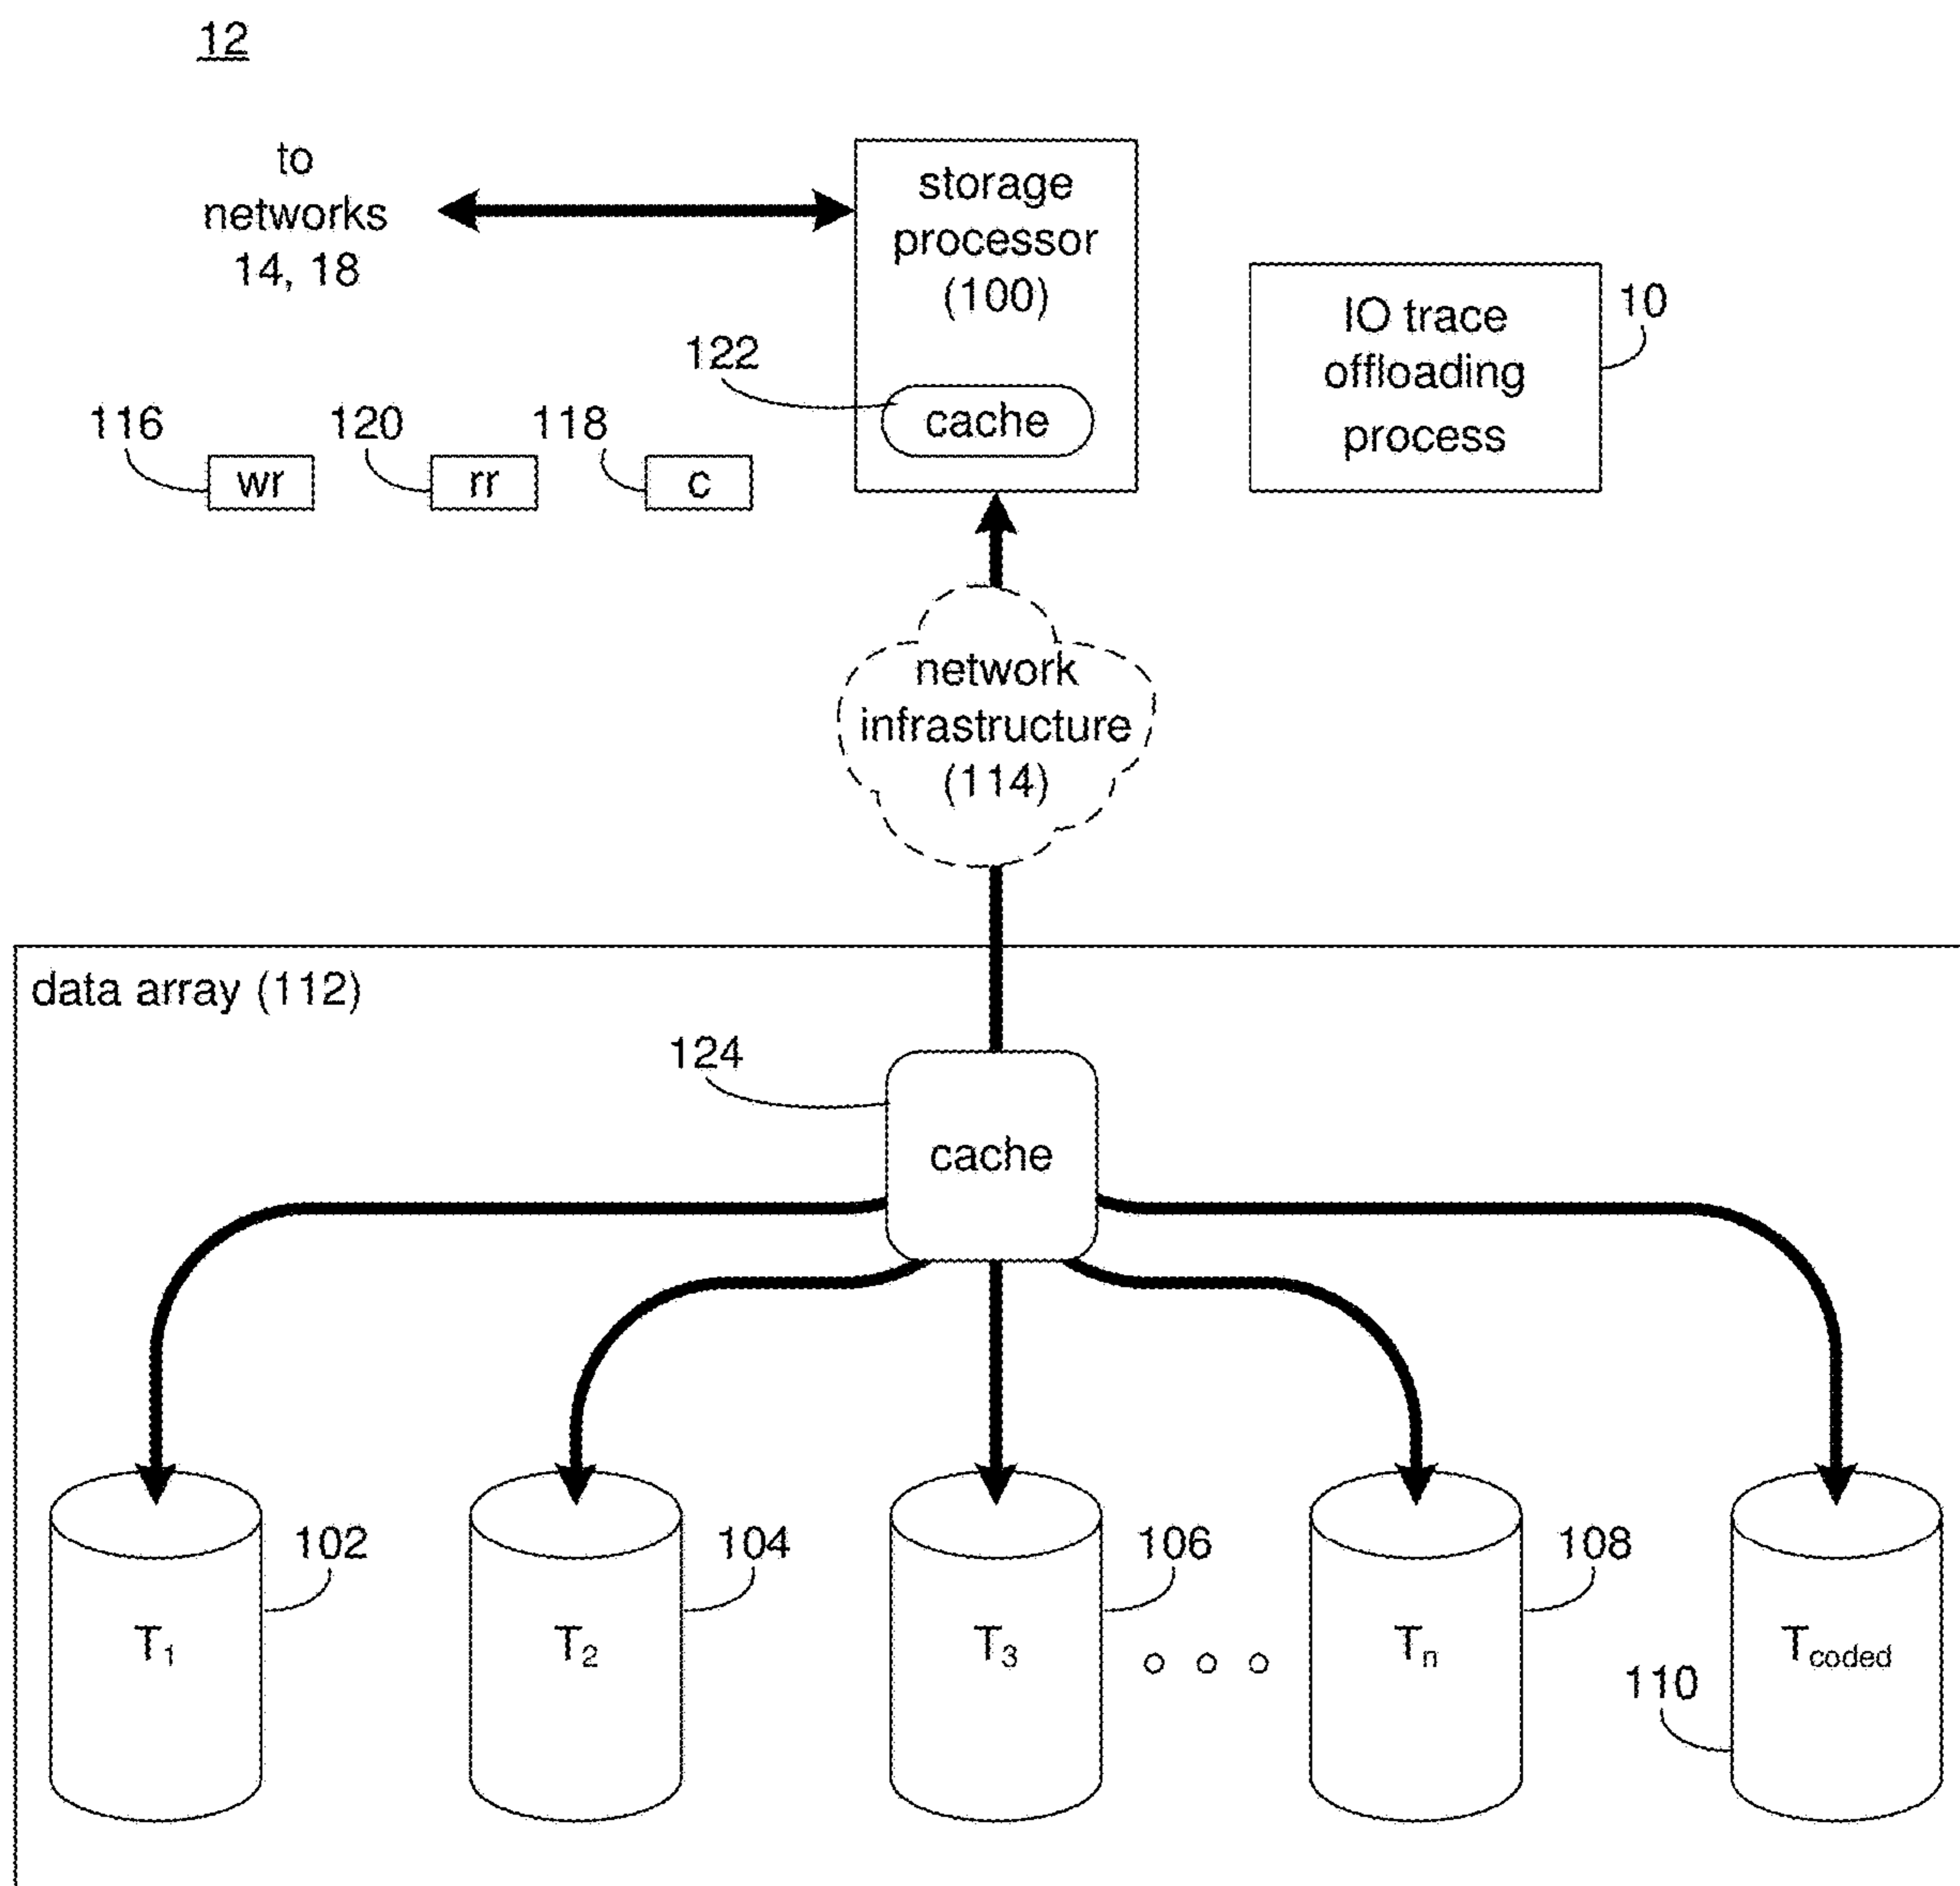 12
to
networks
14, 18
storage
processor
(100)
122
cache
IO trace
offloading
process
10
116
120
118
wr
rr
c
network
infrastructure
(114)
data array (112)
124
cache
102
104
106
108
T1
T2
T3
Tn
Tcoded
110